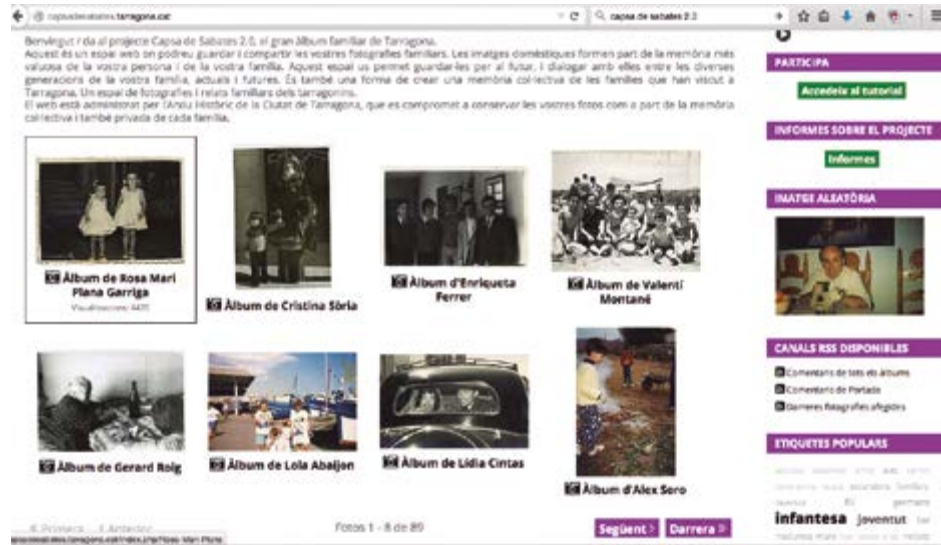 capsadesabates.tarragona.cat
capsa de sabates 2.0
Benvingut / da al projecte Capsa de Sabates 2.0, el gran àlbum familiar de Tarragona.
Aquest és un espai web on podreu guardar i compartir les vostres fotografies familiars. Les imatges domèstiques formen part de la memòria més
valuosa de la vostra persona i de la vostra família. Aquest espai us permet guardar-les per al futur, i dialogar amb elles entre les diverses
generacions de la vostra família, actuals i futures. És també una forma de crear una memòria col·lectiva de les famílies que han viscut a
Tarragona. Un espai de fotografies i relats familiars dels tarragonins.
El web està administrat per l'Arxiu Històric de la Ciutat de Tarragona, que es compromet a conservar les vostres fotos com a part de la memòria
col·lectiva i també privada de cada família.
Àlbum de Rosa Mari
Plana Garriga
Àlbum de Cristina Sòria
Àlbum d'Enriqueta
Ferrer
Àlbum de Valentí
Montané
Àlbum de Gerard Roig
Àlbum de Lola Abaijon
Àlbum de Lídia Cintas
Àlbum d'Alex Soro
Primera Anterior
Fotos 1 - 8 de 89
Següent
Darrera
PARTICIPA
Accedeix al tutorial
INFORMES SOBRE EL PROJECTE
Informes
IMATGE ALEATÒRIA
CANALS RSS DISPONIBLES
Comentaris de tots els àlbums
Comentaris de Portada
Darreres fotografies afegides
ETIQUETES POPULARS
infantesa joventut